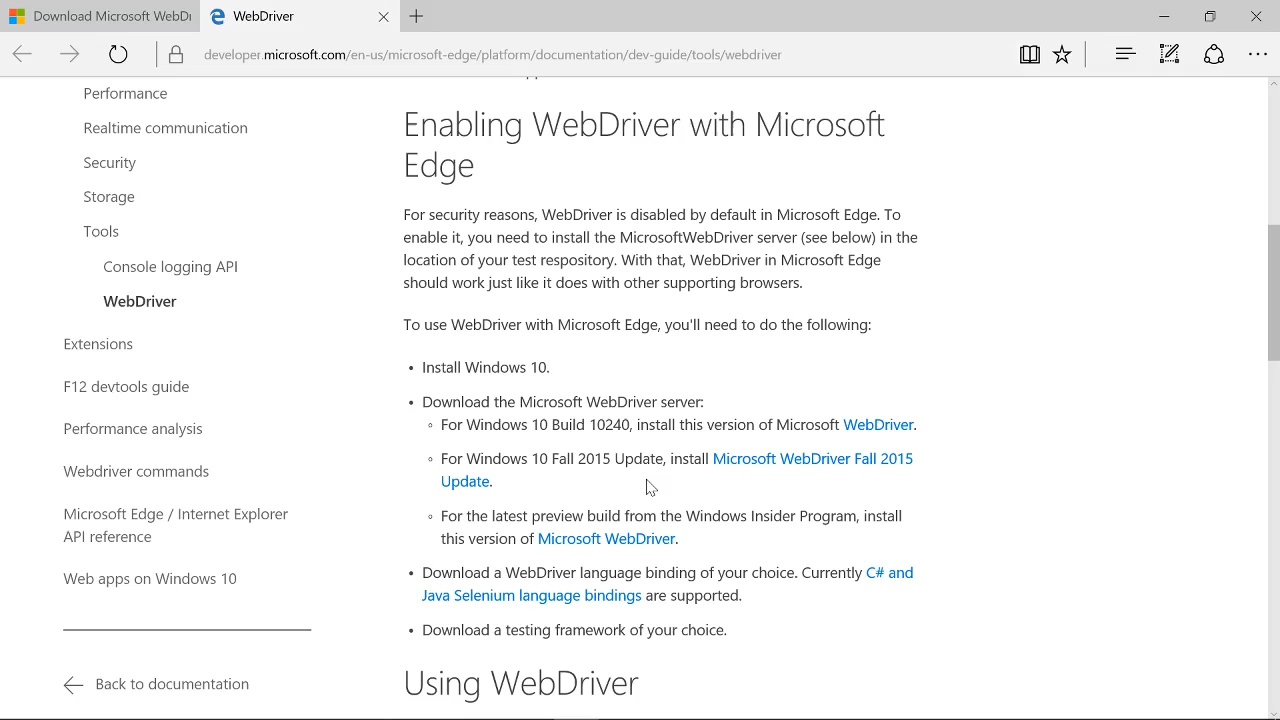 Download Microsoft WebDr
WebDriver
developer.microsoft.com/en-us/microsoft-edge/platform/documentation/dev-guide/tools/webdriver
Performance
Realtime communication
Security
Storage
Tools
Console logging API
WebDriver
Extensions
F12 devtools guide
Performance analysis
Webdriver commands
Microsoft Edge / Internet Explorer
API reference
Web apps on Windows 10
Back to documentation
Enabling WebDriver with Microsoft
Edge
For security reasons, WebDriver is disabled by default in Microsoft Edge. To
enable it, you need to install the MicrosoftWebDriver server (see below) in the
location of your test respository. With that, WebDriver in Microsoft Edge
should work just like it does with other supporting browsers.
To use WebDriver with Microsoft Edge, you'll need to do the following:
• Install Windows 10.
• Download the Microsoft WebDriver server:
◦ For Windows 10 Build 10240, install this version of Microsoft WebDriver.
◦ For Windows 10 Fall 2015 Update, install Microsoft WebDriver Fall 2015
Update.
◦ For the latest preview build from the Windows Insider Program, install
this version of Microsoft WebDriver.
• Download a WebDriver language binding of your choice. Currently C# and
Java Selenium language bindings are supported.
• Download a testing framework of your choice.
Using WebDriver